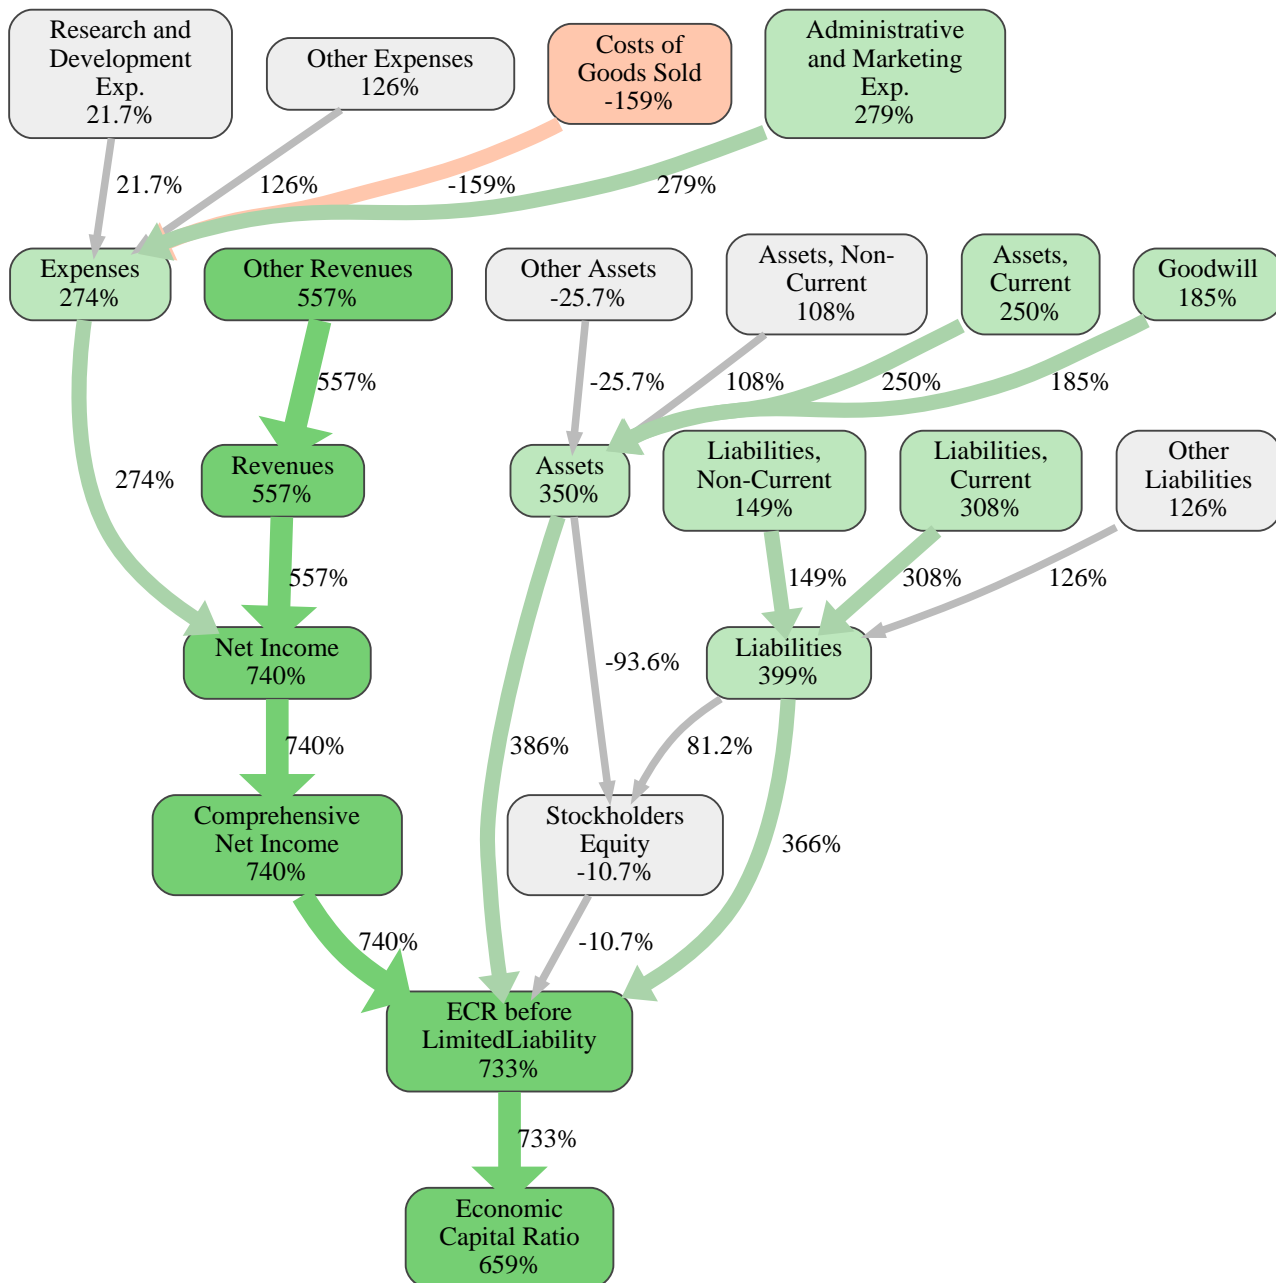 Research and
Development
Exp.
21.7%
Other Expenses
126%
Costs of
Goods Sold
-159%
Administrative
and Marketing
Exp.
279%
21.7%
126%
-159%
279%
Expenses
274%
Other Revenues
557%
Other Assets
-25.7%
Assets, Non-
Current
108%
Assets,
Current
250%
Goodwill
185%
557%
-25.7%
108%
250%
185%
274%
Revenues
557%
Assets
350%
Liabilities,
Non-Current
149%
Liabilities,
Current
308%
Other
Liabilities
126%
557%
149%
308%
126%
Net Income
740%
-93.6%
Liabilities
399%
740%
386%
81.2%
Comprehensive
Net Income
740%
Stockholders
Equity
-10.7%
366%
740%
-10.7%
ECR before
LimitedLiability
733%
733%
Economic
Capital Ratio
659%